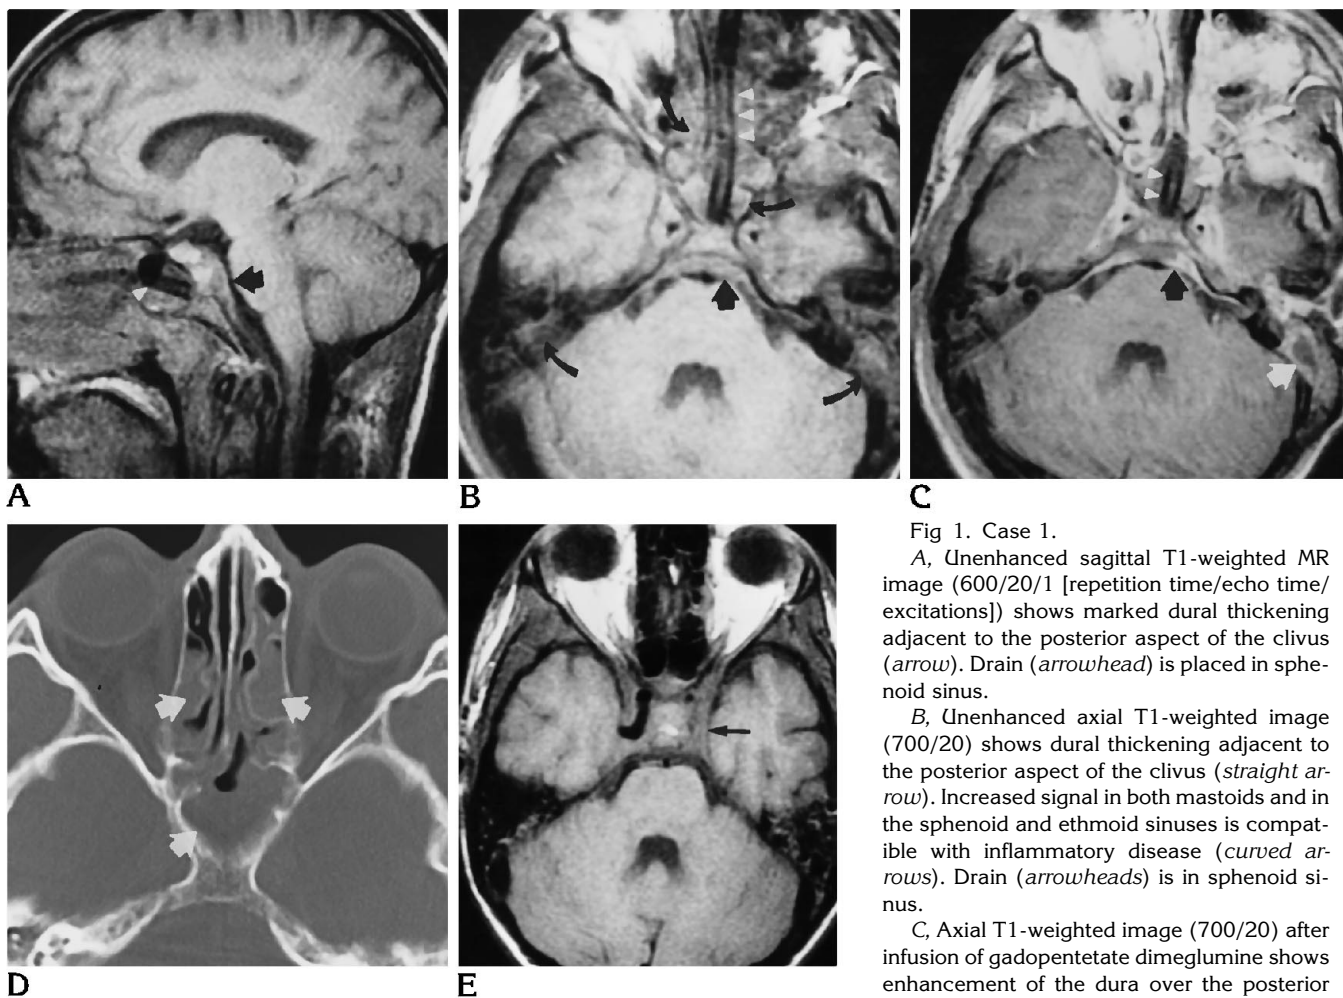 A
B
C
D
E
Fig 1. Case 1.
A, Unenhanced sagittal T1-weighted MR
image (600/20/1 [repetition time/echo time/
excitations]) shows marked dural thickening
adjacent to the posterior aspect of the clivus
(arrow). Drain (arrowhead) is placed in sphe-
noid sinus.
B, Unenhanced axial T1-weighted image
(700/20) shows dural thickening adjacent to
the posterior aspect of the clivus (straight ar-
row). Increased signal in both mastoids and in
the sphenoid and ethmoid sinuses is compat-
ible with inflammatory disease (curved ar-
rows). Drain (arrowheads) is in sphenoid si-
nus.
C, Axial T1-weighted image (700/20) after
infusion of gadopentetate dimeglumine shows
enhancement of the dura over the posterior